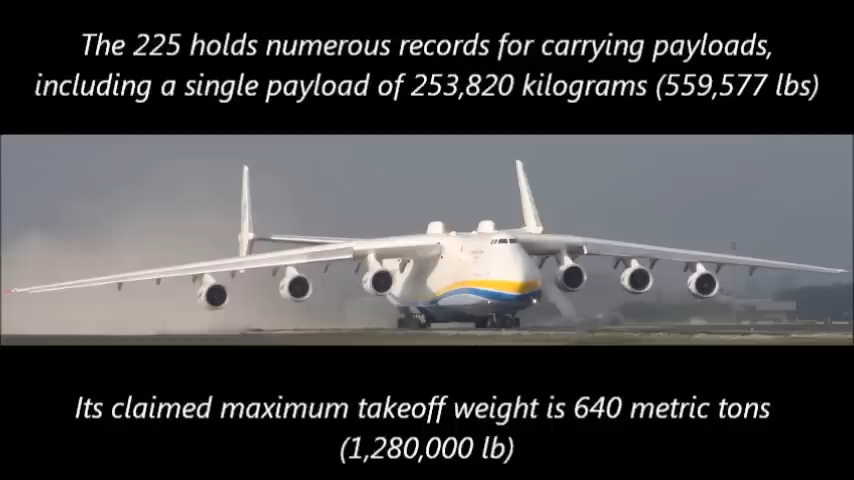 The 225 holds numerous records for carrying payloads,
including a single payload of 253,820 kilograms (559,577 lbs)
Its claimed maximum takeoff weight is 640 metric tons
(1,280,000 lb)